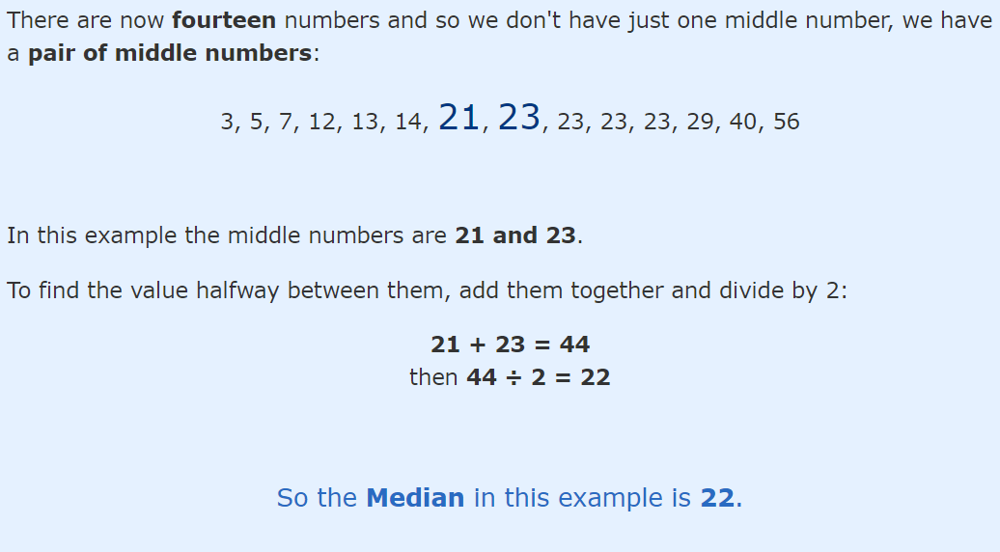 There are now fourteen numbers and so we don't have just one middle number, we have
a pair of middle numbers:
3, 5, 7, 12, 13, 14, 21, 23, 23, 23, 23, 29, 40, 56
In this example the middle numbers are 21 and 23.
To find the value halfway between them, add them together and divide by 2:
21 + 23 = 44
then 44 ÷ 2 = 22
So the Median in this example is 22.